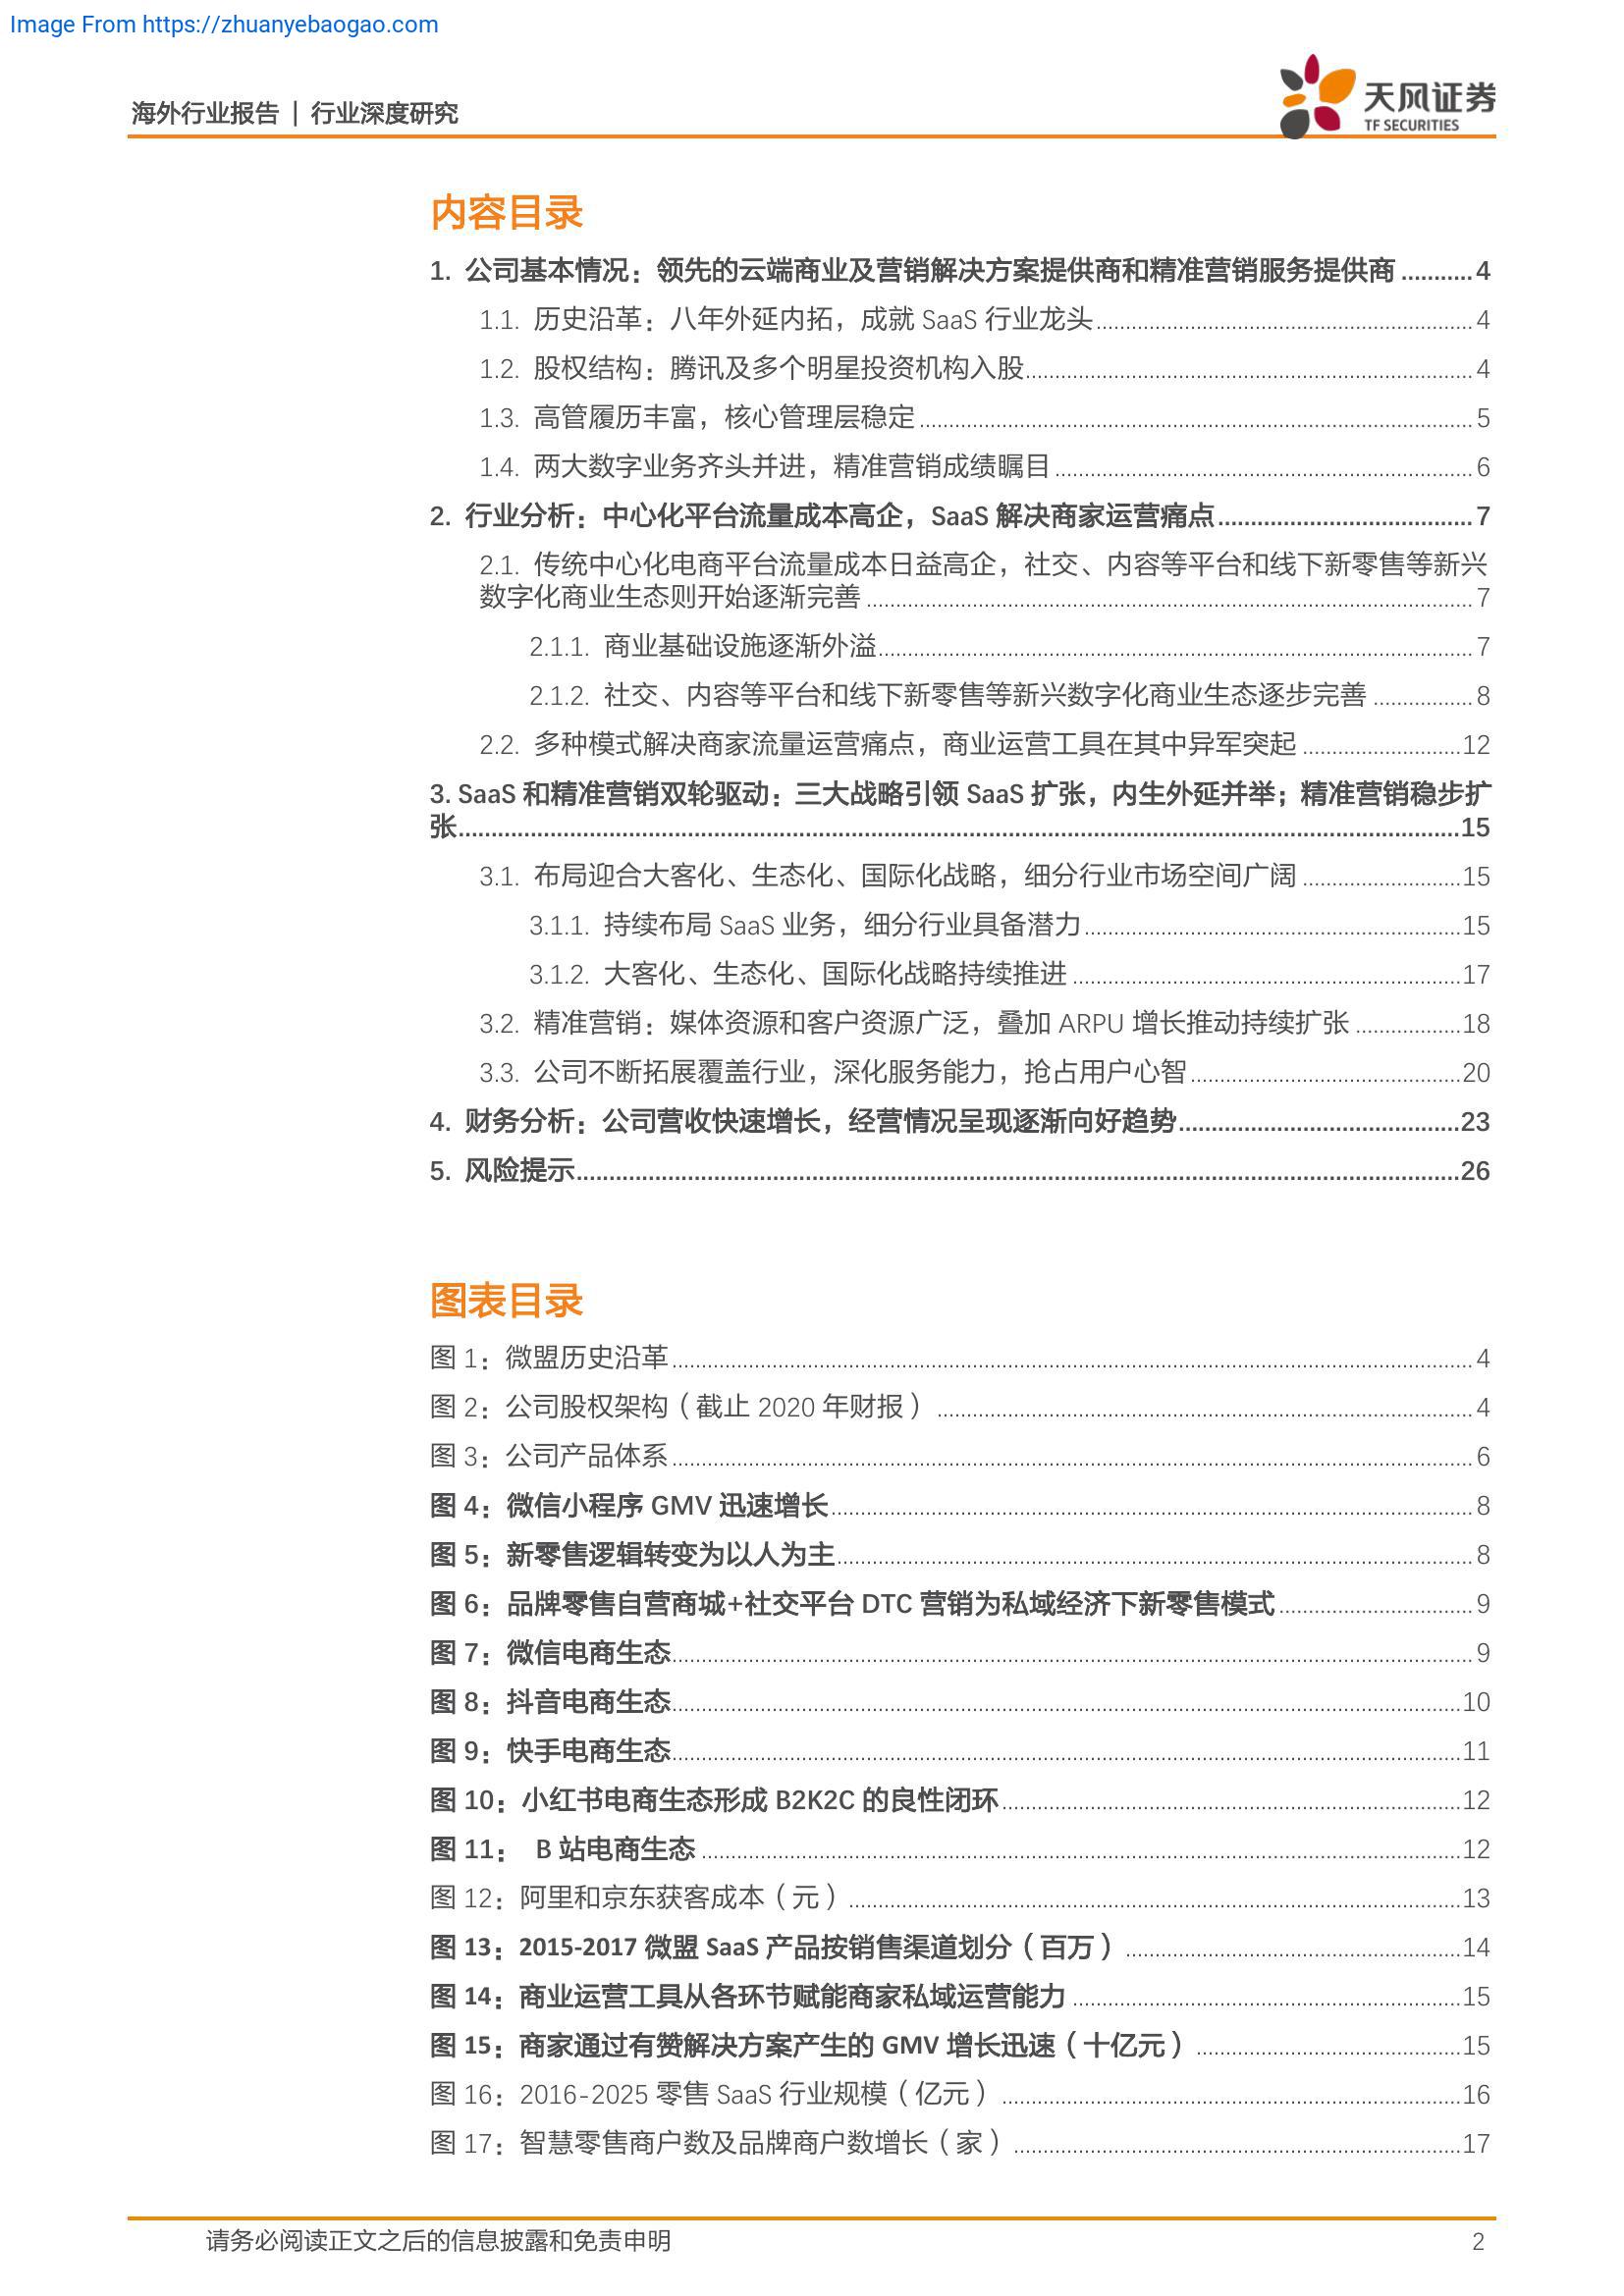 Image From https://zhuanyebaogao.com
海外行业报告 | 行业深度研究
天风证券
TF SECURITIES
内容目录
1. 公司基本情况：领先的云端商业及营销解决方案提供商和精准营销服务提供商...........4
1.1. 历史沿革：八年外延内拓，成就 SaaS 行业龙头...........4
1.2. 股权结构：腾讯及多个明星投资机构入股...........4
1.3. 高管履历丰富，核心管理层稳定...........5
1.4. 两大数字业务齐头并进，精准营销成绩瞩目...........6
2. 行业分析：中心化平台流量成本高企，SaaS 解决商家运营痛点...........7
2.1. 传统中心化电商平台流量成本日益高企，社交、内容等平台和线下新零售等新兴
数字化商业生态则开始逐渐完善...........7
2.1.1. 商业基础设施逐渐外溢...........7
2.1.2. 社交、内容等平台和线下新零售等新兴数字化商业生态逐步完善...........8
2.2. 多种模式解决商家流量运营痛点，商业运营工具在其中异军突起...........12
3. SaaS 和精准营销双轮驱动：三大战略引领 SaaS 扩张，内生外延并举；精准营销稳步扩
张...........15
3.1. 布局迎合大客化、生态化、国际化战略，细分行业市场空间广阔...........15
3.1.1. 持续布局 SaaS 业务，细分行业具备潜力...........15
3.1.2. 大客化、生态化、国际化战略持续推进...........17
3.2. 精准营销：媒体资源和客户资源广泛，叠加 ARPU 增长推动持续扩张...........18
3.3. 公司不断拓展覆盖行业，深化服务能力，抢占用户心智...........20
4. 财务分析：公司营收快速增长，经营情况呈现逐渐向好趋势...........23
5. 风险提示...........26
图表目录
图 1：微盟历史沿革...........4
图 2：公司股权架构（截止 2020 年财报）...........4
图 3：公司产品体系...........6
图 4：微信小程序 GMV 迅速增长...........8
图 5：新零售逻辑转变为以人为主...........8
图 6：品牌零售自营商城+社交平台 DTC 营销为私域经济下新零售模式...........9
图 7：微信电商生态...........9
图 8：抖音电商生态...........10
图 9：快手电商生态...........11
图 10：小红书电商生态形成 B2K2C 的良性闭环...........12
图 11： B 站电商生态...........12
图 12：阿里和京东获客成本（元）...........13
图 13：2015-2017 微盟 SaaS 产品按销售渠道划分（百万）...........14
图 14：商业运营工具从各环节赋能商家私域运营能力...........15
图 15：商家通过有赞解决方案产生的 GMV 增长迅速（十亿元）...........15
图 16：2016-2025 零售 SaaS 行业规模（亿元）...........16
图 17：智慧零售商户数及品牌商户数增长（家）...........17
请务必阅读正文之后的信息披露和免责申明
2